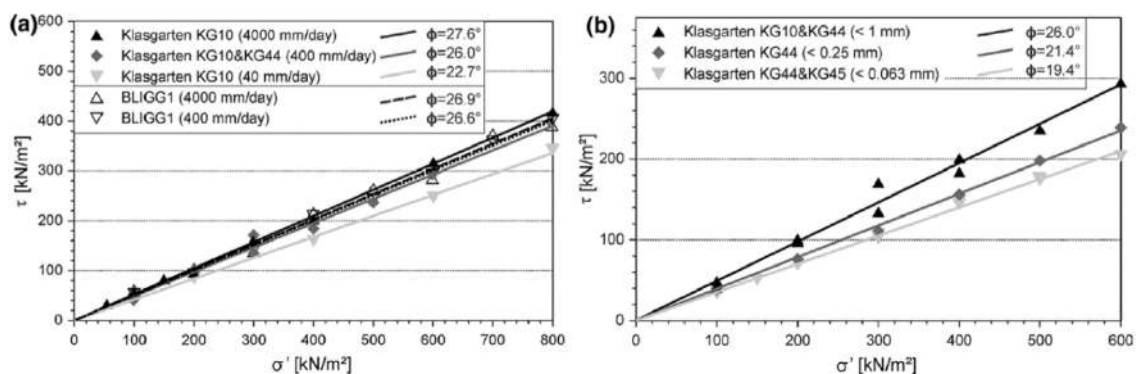 (a)
Klasgarten KG10 (4000 mm/day) ϕ=27.6°
Klasgarten KG10&KG44 (400 mm/day) ϕ=26.0°
Klasgarten KG10 (40 mm/day) ϕ=22.7°
BLIGG1 (4000 mm/day) ϕ=26.9°
BLIGG1 (400 mm/day) ϕ=26.6°
600
500
400
300
200
100
0
τ [kN/m²]
0 100 200 300 400 500 600 700 800
σ' [kN/m²]
(b)
Klasgarten KG10&KG44 (< 1 mm) ϕ=26.0°
Klasgarten KG44 (< 0.25 mm) ϕ=21.4°
Klasgarten KG44&KG45 (< 0.063 mm) ϕ=19.4°
300
200
100
0
τ [kN/m²]
0 100 200 300 400 500 600
σ' [kN/m²]